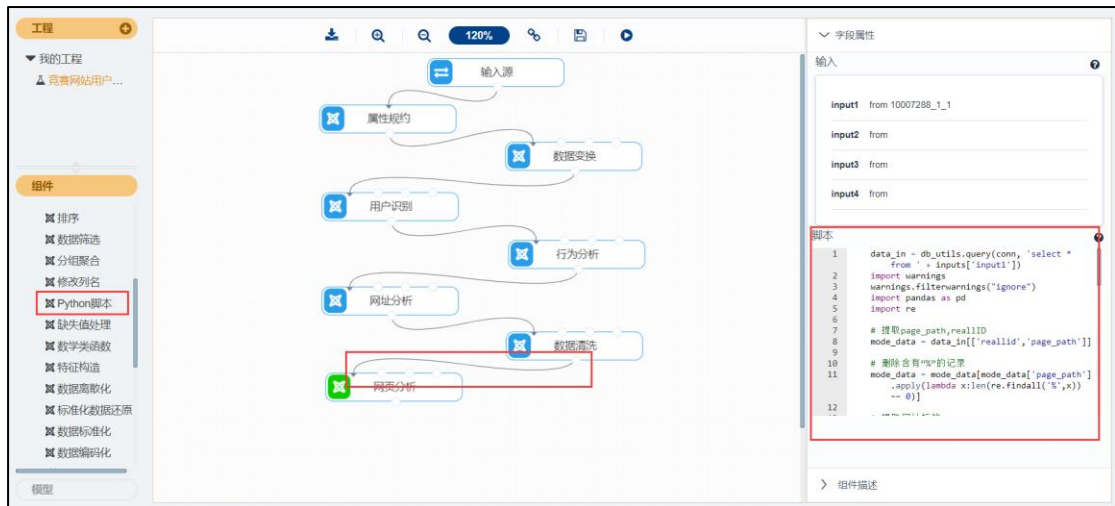 工程
我的工程
竞赛网站用户...
组件
排序
数据筛选
分组聚合
修改列名
Python脚本
缺失值处理
数学类函数
特征构造
数据离散化
标准化数据还原
数据标准化
数据编码化
模型
120%
输入源
属性规约
数据变换
用户识别
行为分析
网址分析
数据清洗
网页分析
字段属性
输入
input1 from 10007288_1_1
input2 from
input3 from
input4 from
脚本
1 data_in = db_utils.query(conn, 'select *
from ' + inputs['input1'])
2 import warnings
3 warnings.filterwarnings("ignore")
4 import pandas as pd
5 import re
6
7 # 提取page_path,reallID
8 mode_data = data_in[['reallid','page_path']]
9
10 # 删除含有“%”的记录
11 mode_data = mode_data[mode_data['page_path']
.apply(lambda x:len(re.findall('%',x))
== 0)]
12
组件描述